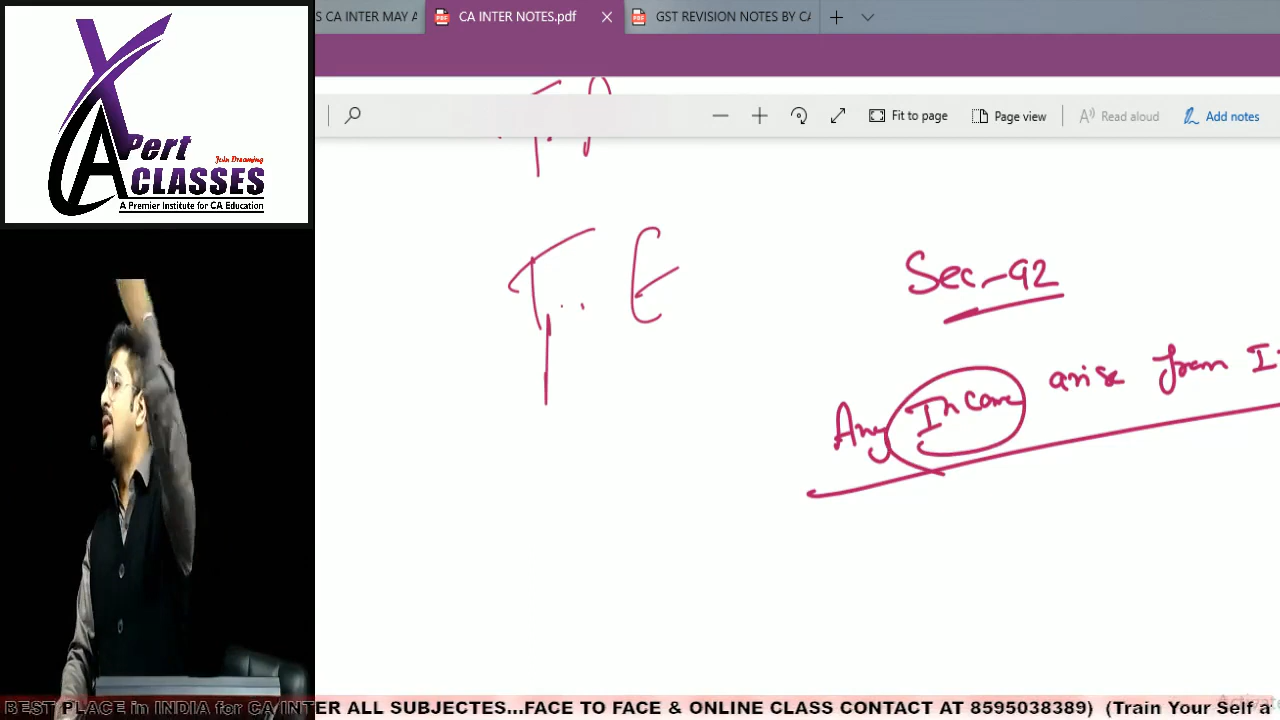 S CA INTER MAY A
CA INTER NOTES.pdf
GST REVISION NOTES BY CA
Fit to page
Page view
Read aloud
Add notes
XPert
Join Dreaming
CA CLASSES
A Premier Institute for CA Education
T.. E
Sec-92
Any Income arise from I
BEST PLACE in INDIA for CA INTER ALL SUBJECTES...FACE TO FACE & ONLINE CLASS CONTACT AT 8595038389) (Train Your Self a